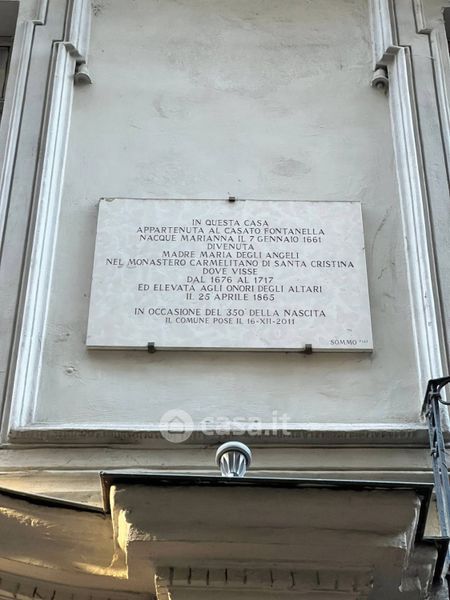 IN QUESTA CASA
APPARTENUTA AL CASATO FONTANELLA
NACQUE MARIANNA IL 7 GENNAIO 1661
DIVENUTA
MADRE MARIA DEGLI ANGELI
NEL MONASTERO CARMELITANO DI SANTA CRISTINA
DOVE VISSE
DAL 1676 AL 1717
ED ELEVATA AGLI ONORI DEGLI ALTARI
IL 25 APRILE 1865
IN OCCASIONE DEL 350° DELLA NASCITA
IL COMUNE POSE IL 16-XII-2011
SOMMO
casa.it